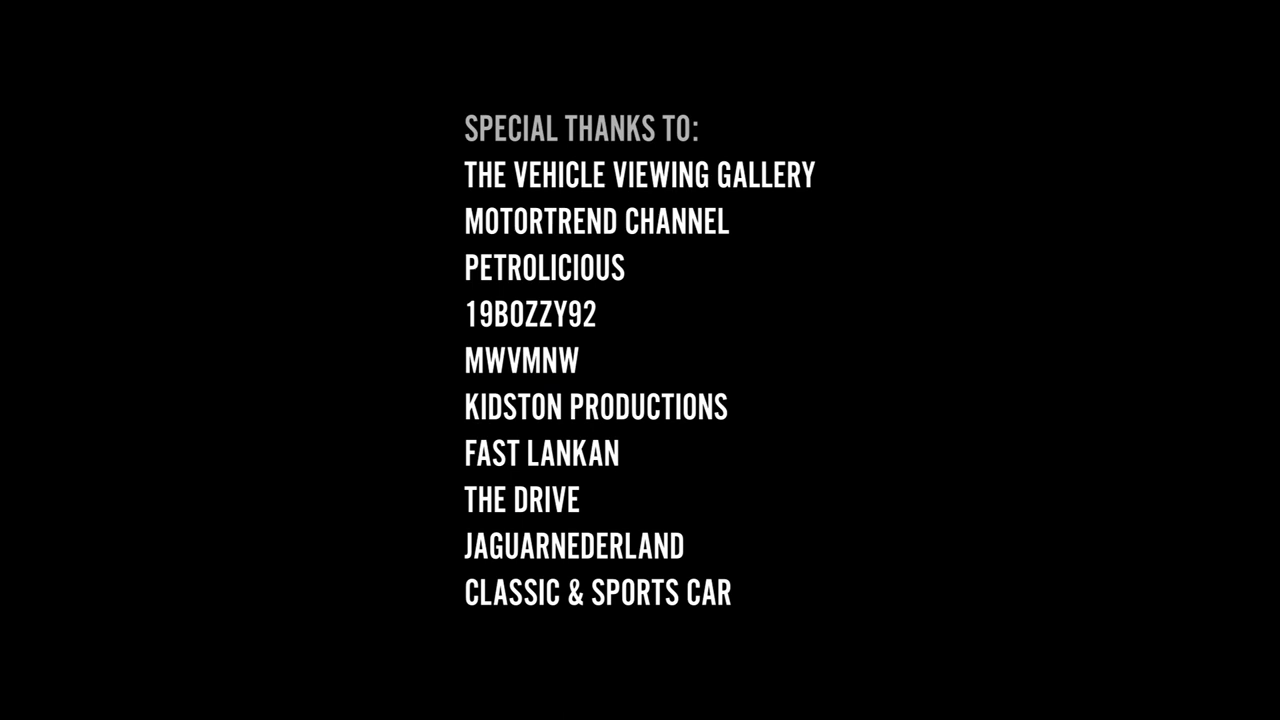 SPECIAL THANKS TO:
THE VEHICLE VIEWING GALLERY
MOTORTREND CHANNEL
PETROLICIOUS
19BOZZY92
MWVMNW
KIDSTON PRODUCTIONS
FAST LANKAN
THE DRIVE
JAGUARNEDERLAND
CLASSIC & SPORTS CAR